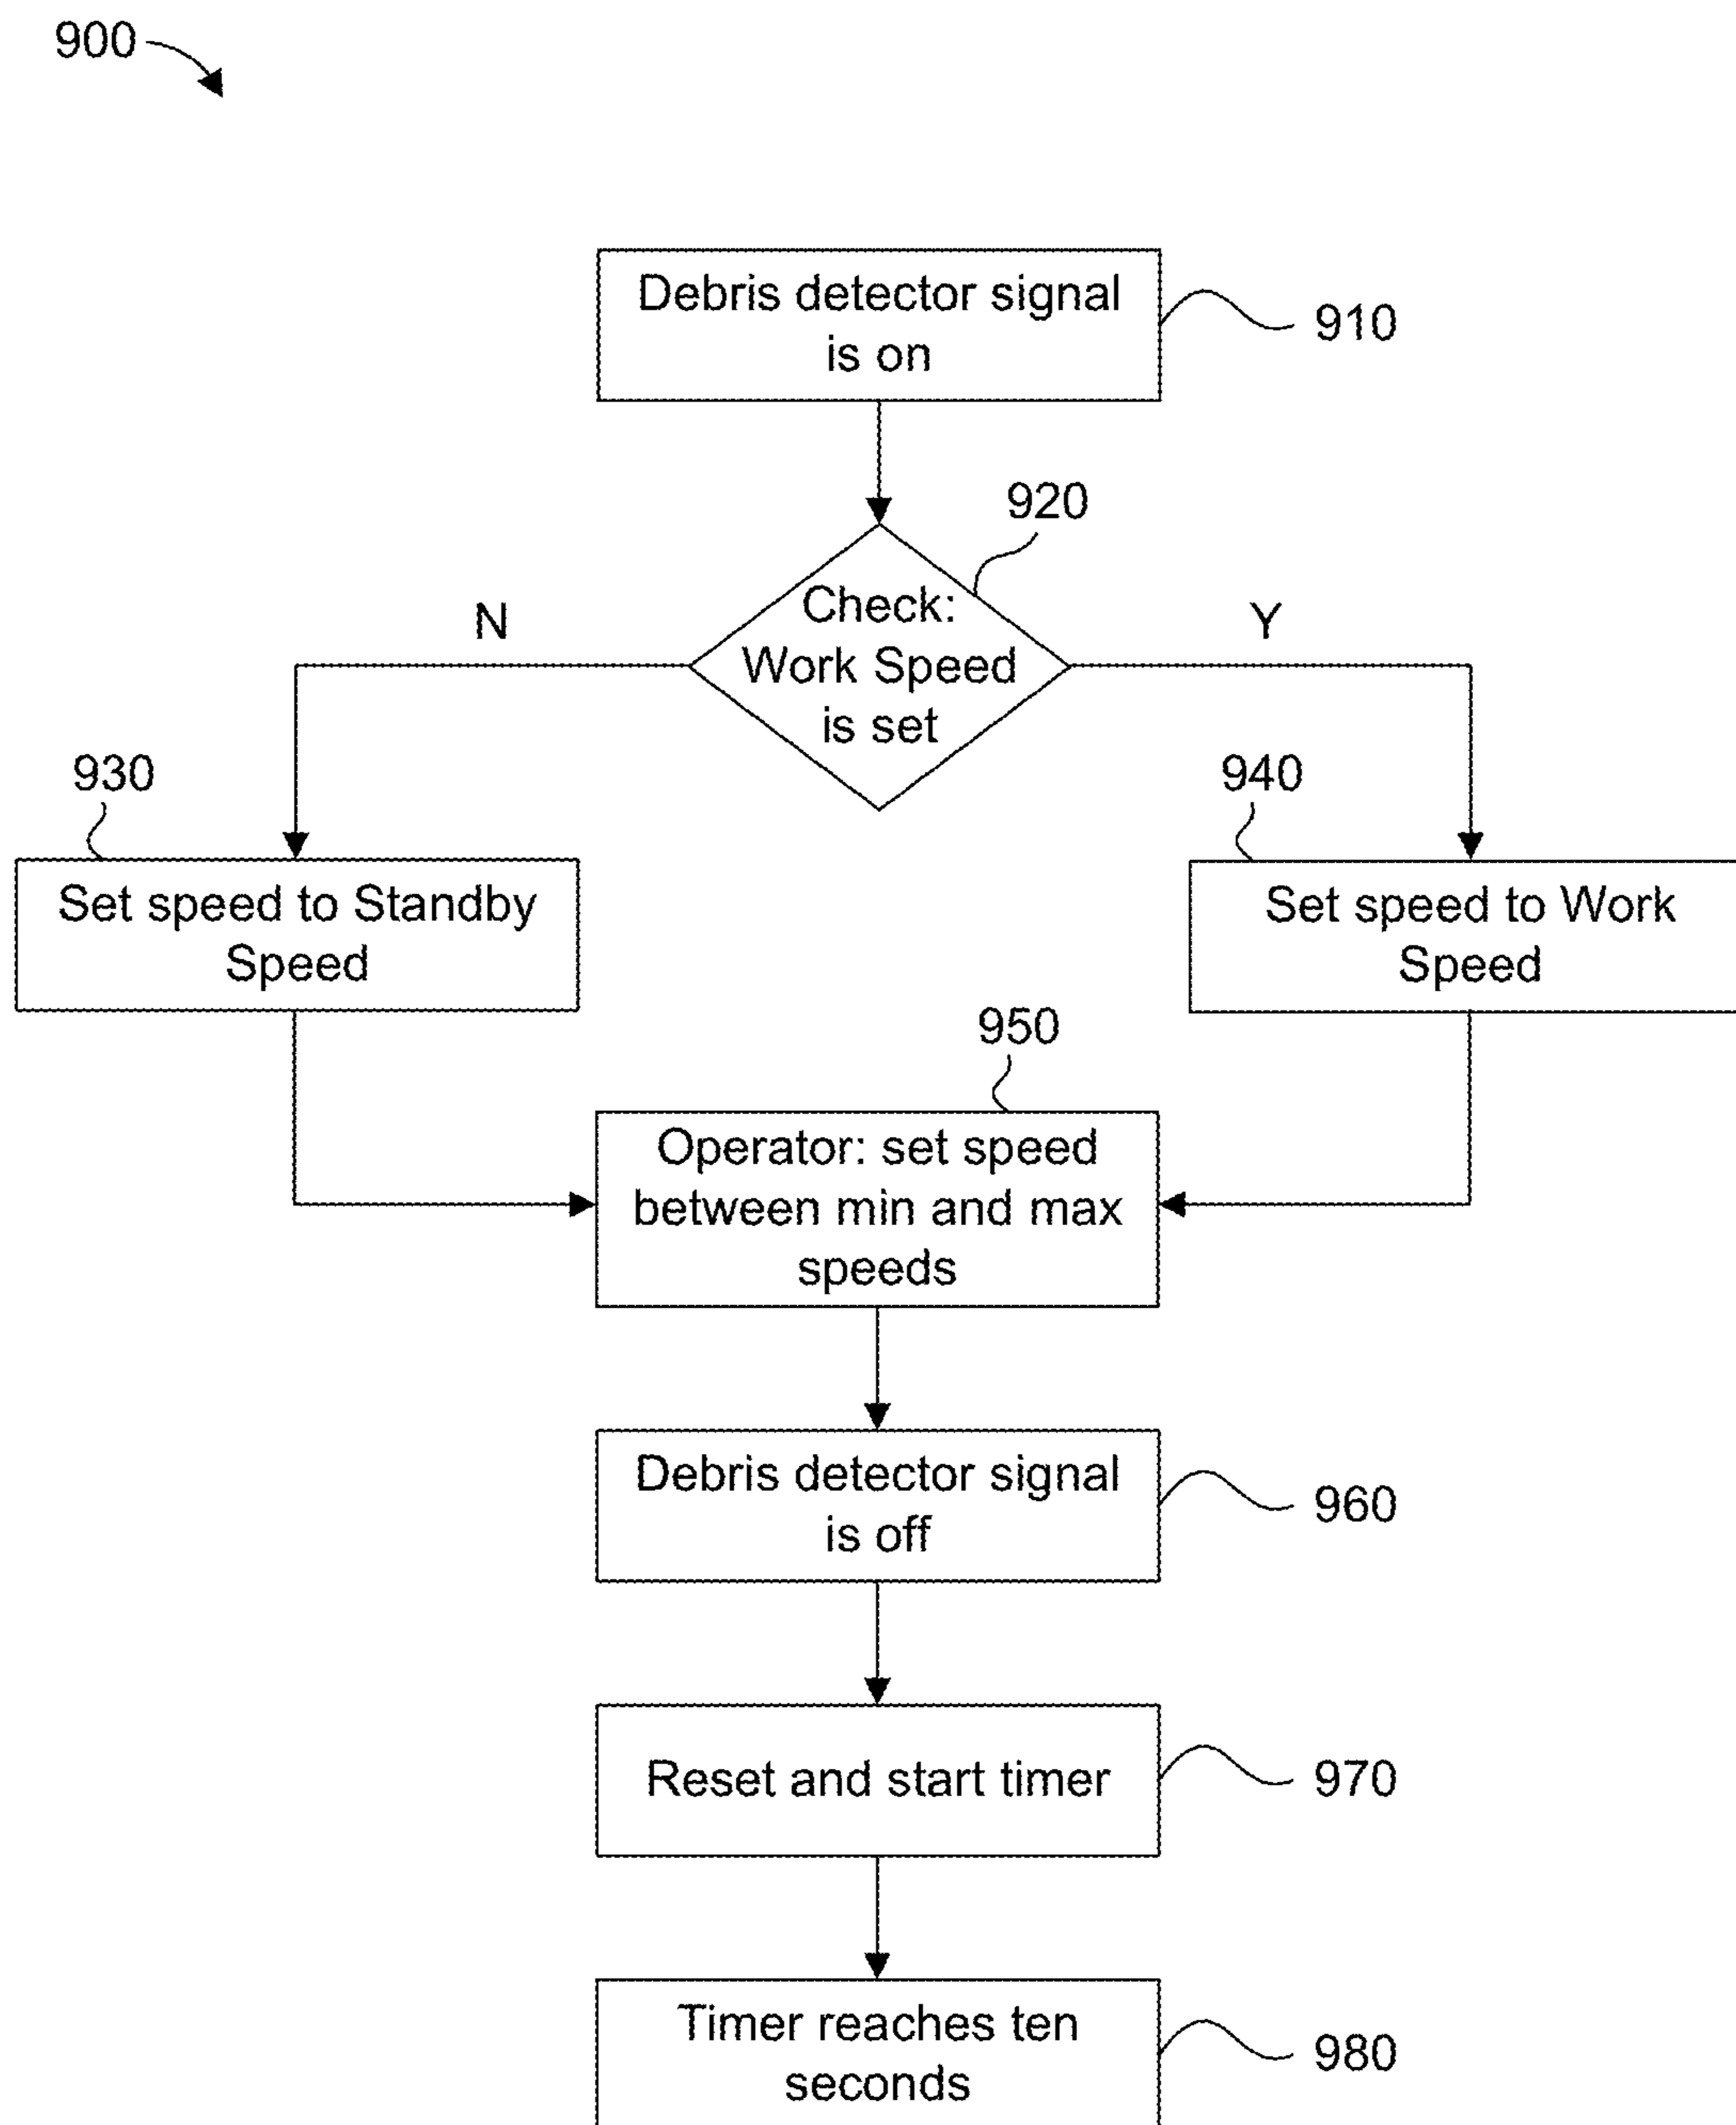 900
Debris detector signal
is on
910
920
Check:
Work Speed
is set
N
Y
930
Set speed to Standby
Speed
940
Set speed to Work
Speed
950
Operator: set speed
between min and max
speeds
Debris detector signal
is off
960
Reset and start timer
970
Timer reaches ten
seconds
980